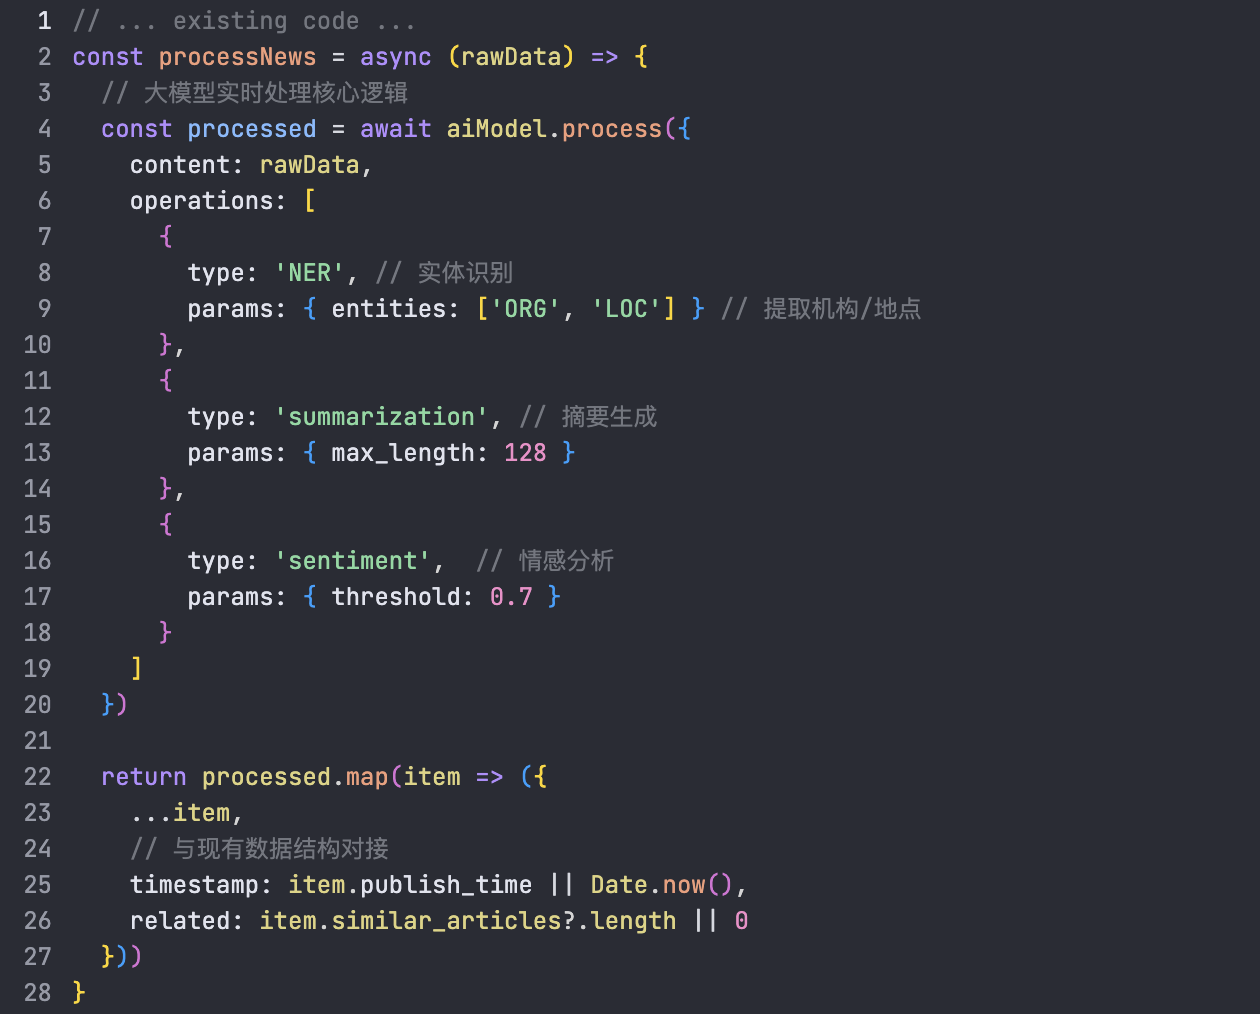 1 // ... existing code ...
2 const processNews = async (rawData) => {
3   // 大模型实时处理核心逻辑
4   const processed = await aiModel.process({
5     content: rawData,
6     operations: [
7       {
8         type: 'NER', // 实体识别
9         params: { entities: ['ORG', 'LOC'] } // 提取机构/地点
10       },
11       {
12         type: 'summarization', // 摘要生成
13         params: { max_length: 128 }
14       },
15       {
16         type: 'sentiment',  // 情感分析
17         params: { threshold: 0.7 }
18       }
19     ]
20   })
21
22   return processed.map(item => ({
23     ...item,
24     // 与现有数据结构对接
25     timestamp: item.publish_time || Date.now(),
26     related: item.similar_articles?.length || 0
27   }))
28 }